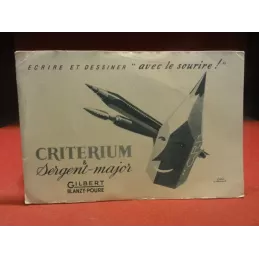 ECRIRE ET DESSINER "avec le sourire!"
CRITERIUM
&
Sergent-major
GILBERT
BLANZY-POURE